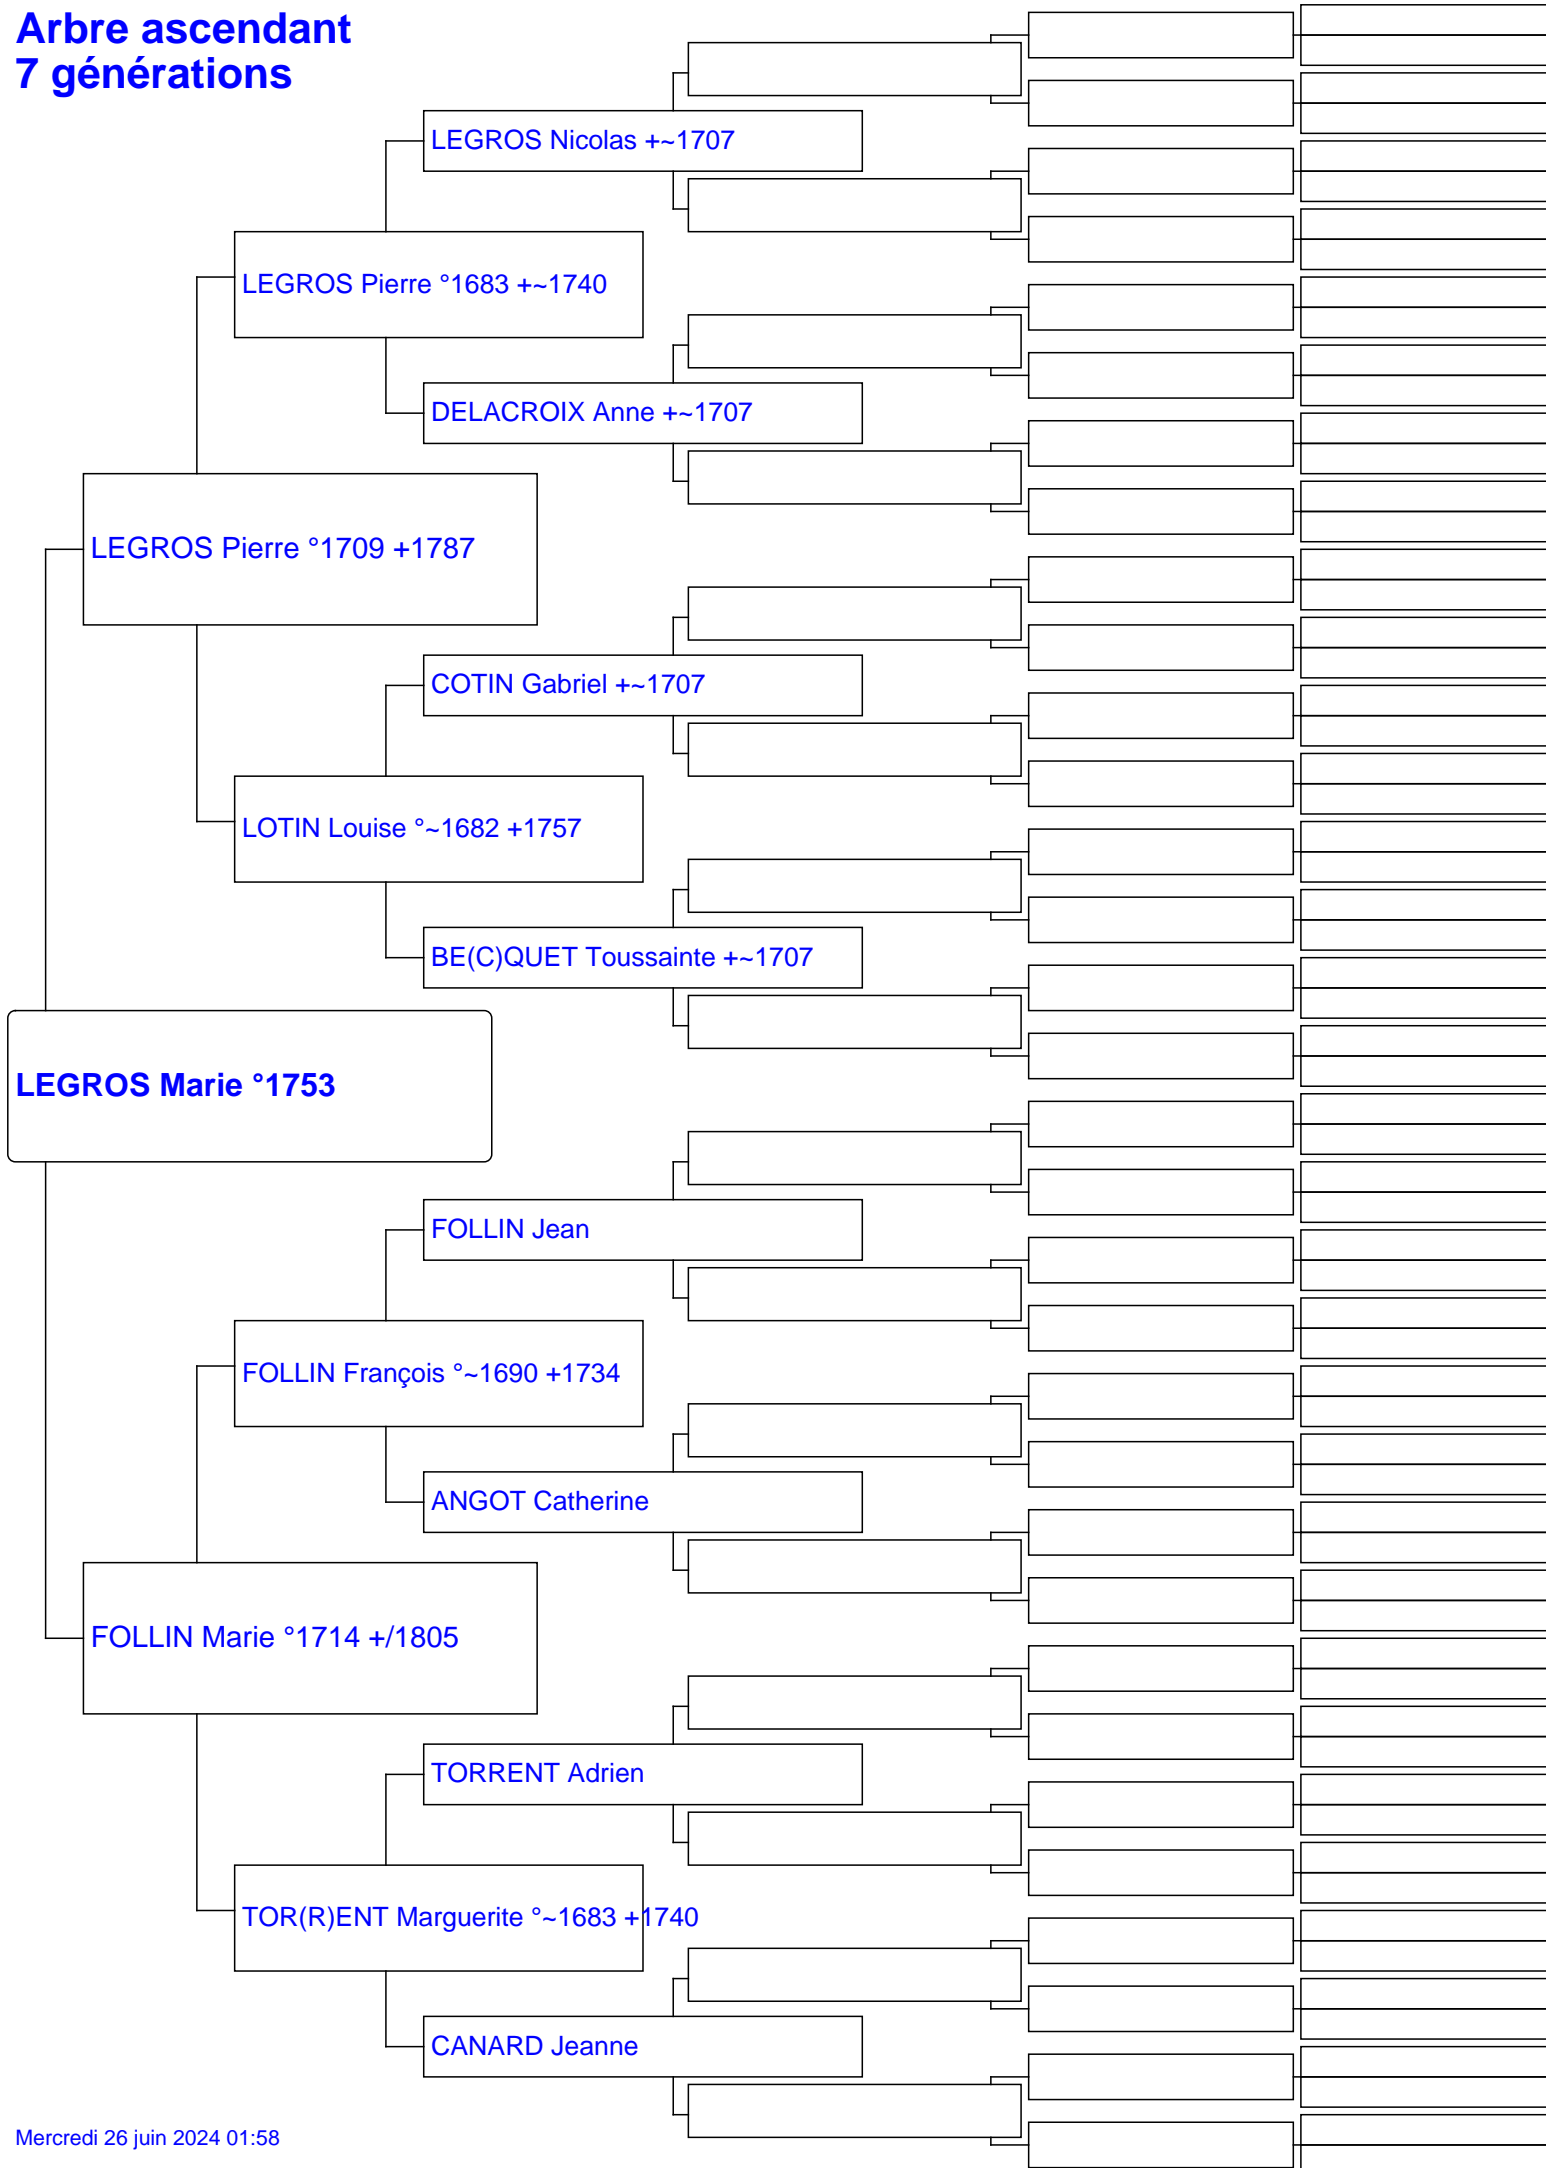 Arbre ascendant
7 générations
LEGROS Nicolas +~1707
LEGROS Pierre °1683 +~1740
DELACROIX Anne +~1707
LEGROS Pierre °1709 +1787
COTIN Gabriel +~1707
LOTIN Louise °~1682 +1757
BE(C)QUET Toussainte +~1707
LEGROS Marie °1753
FOLLIN Jean
FOLLIN François °~1690 +1734
ANGOT Catherine
FOLLIN Marie °1714 +/1805
TORRENT Adrien
TOR(R)ENT Marguerite °~1683 +1740
CANARD Jeanne
Mercredi 26 juin 2024 01:58